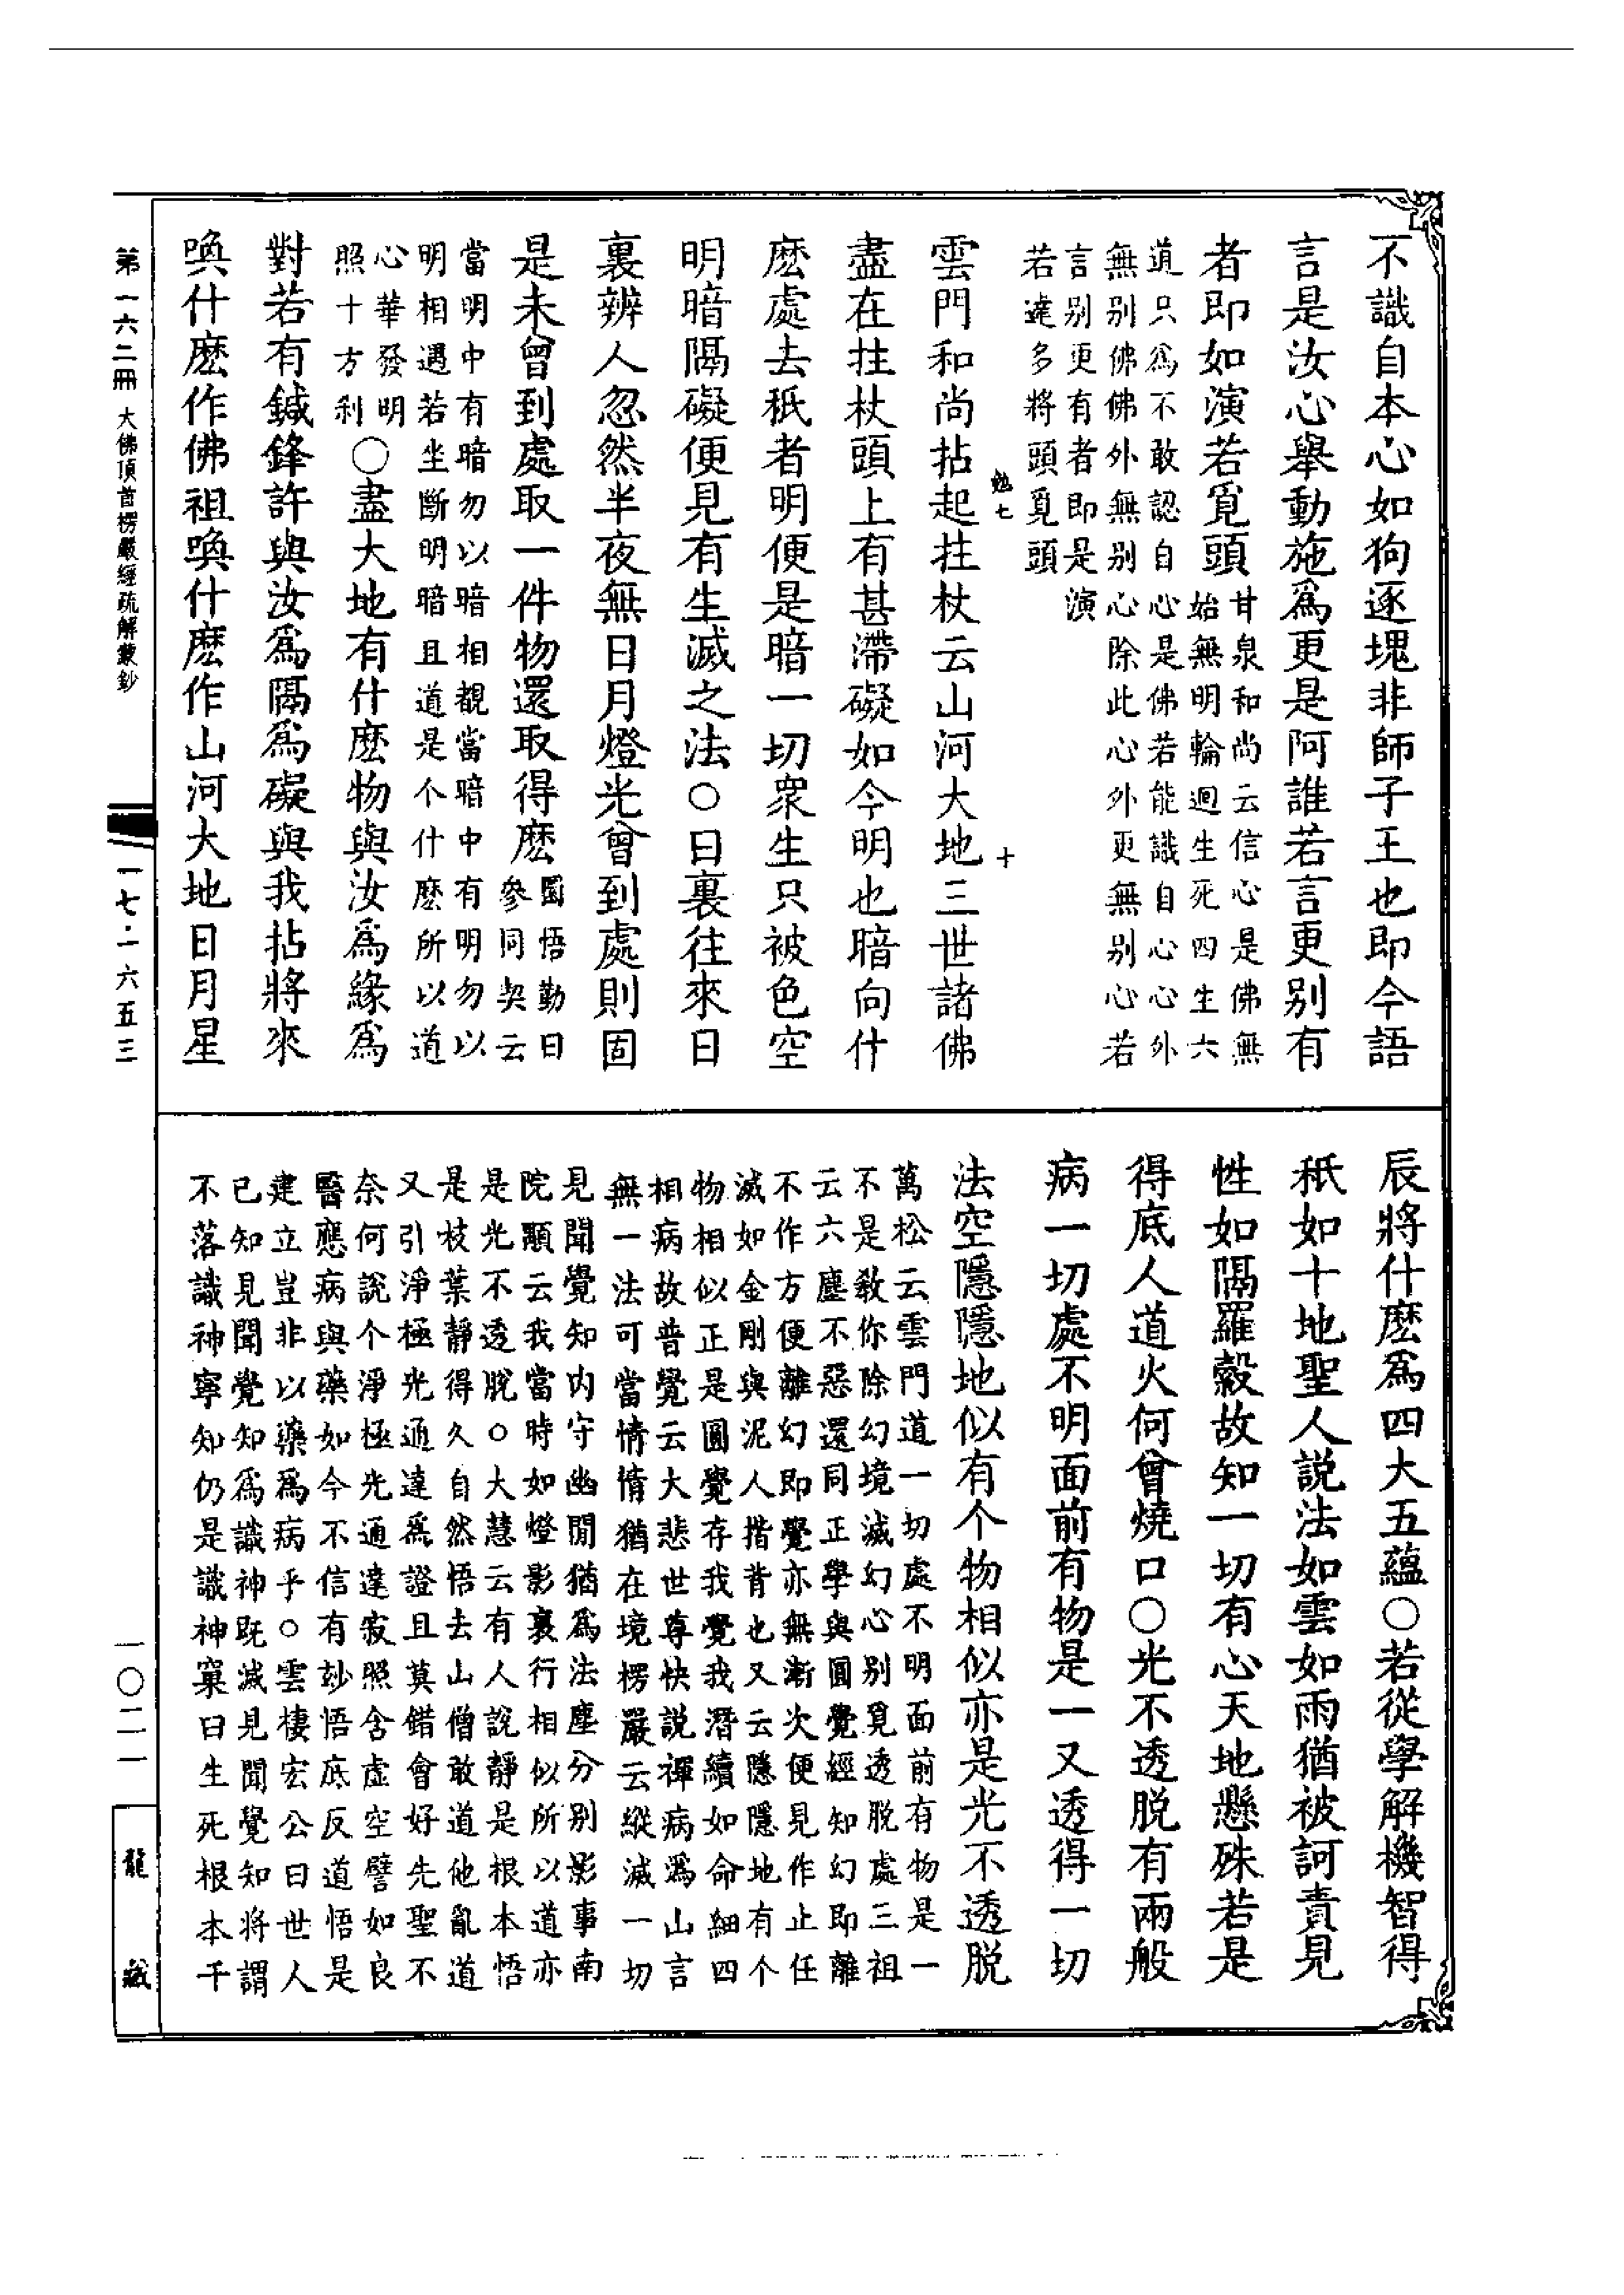 不識自本心如狗逐塊非師子王也即今語
言是汝心舉動施爲更是阿誰若言更別有
者即如演若覓頭
甘泉和尚云信心是佛無
始無明輪迴生死四生六
道只爲不敢認自心是佛若能識自心心外
無別佛佛外無別心除此心外更無別心若
言別更有者即是演
若達多將頭覓頭
勉七
十
雲門和尚拈起拄杖云山河大地三世諸佛
盡在拄杖頭上有甚滯礙如今明也暗向什
麽處去秖者明便是暗一切衆生只被色空
明暗隔礙便見有生滅之法○日裏往來日
裏辨人忽然半夜無日月燈光曾到處則固
是未曾到處取一件物還取得麽
圜悟勤曰
參同契云
當明中有暗勿以暗相覩當暗中有明勿以
明相遇若坐斷明暗且道是个什麽所以道
心華發明
照十方刹
○盡大地有什麽物與汝爲緣爲
對若有鍼鋒許與汝爲隔爲礙與我拈將來
喚什麽作佛祖喚什麽作山河大地日月星
辰將什麽爲四大五蘊○若從學解機智得
秖如十地聖人説法如雲如雨猶被訶責見
性如隔羅縠故知一切有心天地懸殊若是
得底人道火何曾燒口○光不透脱有兩般
病一切處不明面前有物是一又透得一切
法空隱隱地似有个物相似亦是光不透脱
萬松云雲門道一切處不明面前有物是一
不是教你除幻境滅幻心別覓透脱處三祖
云六塵不惡還同正學與圓覺經知幻即離
不作方便離幻即覺亦無漸次便見作止任
滅如金剛與泥人揩背也又云隱隱地有个
物相似正是圓覺存我覺我潛續如命細四
相病故普覺云大悲世尊快説禪病潙山言
無一法可當情情猶在境楞嚴云縱滅一切
見聞覺知内守幽閒猶爲法塵分別影事南
院顒云我當時如燈影裏行相似所以道亦
是光不透脱○大慧云有人説靜是根本悟
是枝葉靜得久自然悟去山僧敢道他亂道
又引淨極光通達爲證且莫錯會好先聖不
奈何説个淨極光通達寂照含虛空譬如良
醫應病與藥如今不信有玅悟底反道悟是
建立豈非以藥爲病乎○雲棲宏公曰世人
已知見聞覺知爲識神既滅見聞覺知將謂
不落識神寧知仍是識神窠臼生死根本千
第一六二冊 大佛頂首楞嚴經疏解蒙鈔
一七·一六五三
一〇二一
龍藏